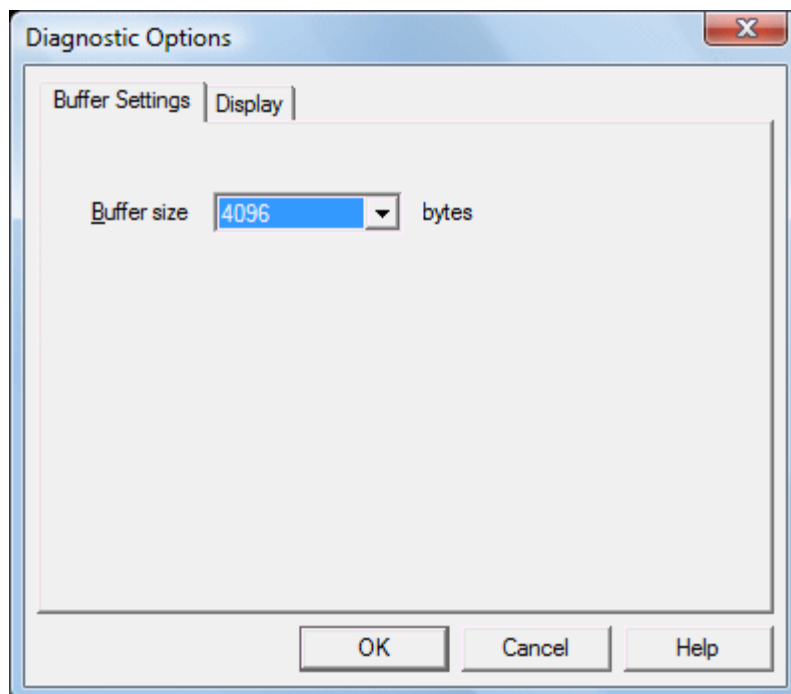 Diagnostic Options
Buffer Settings Display
Buffer size 4096 bytes
OK Cancel Help